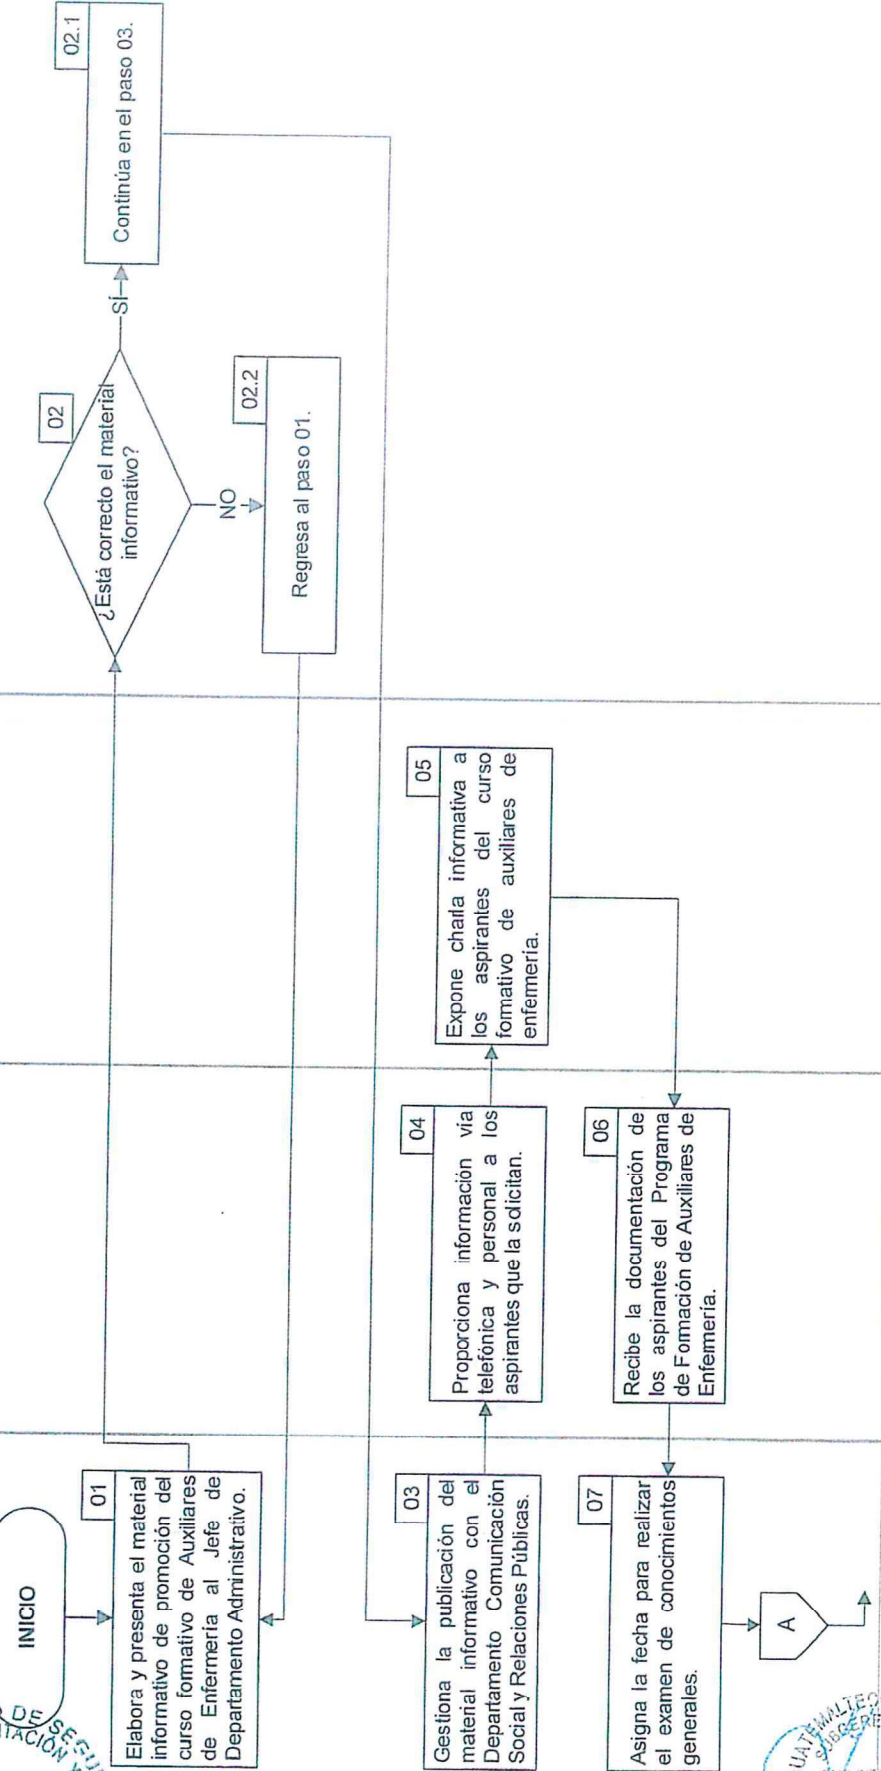 INICIO
01
Elabora y presenta el material
informativo de promoción del
curso formativo de Auxiliares
de Enfermería al Jefe de
Departamento Administrativo.
02
¿Está correcto el material
informativo?
SÍ
02.1
Continúa en el paso 03.
NO
02.2
Regresa al paso 01.
03
Gestiona la publicación del
material informativo con el
Departamento Comunicación
Social y Relaciones Públicas.
04
Proporciona información vía
telefónica y personal a los
aspirantes que la solicitan.
05
Expone charla informativa a
los aspirantes del curso
formativo de auxiliares de
enfermería.
06
Recibe la documentación de
los aspirantes del Programa
de Formación de Auxiliares de
Enfermería.
07
Asigna la fecha para realizar
el examen de conocimientos
generales.
A
DE